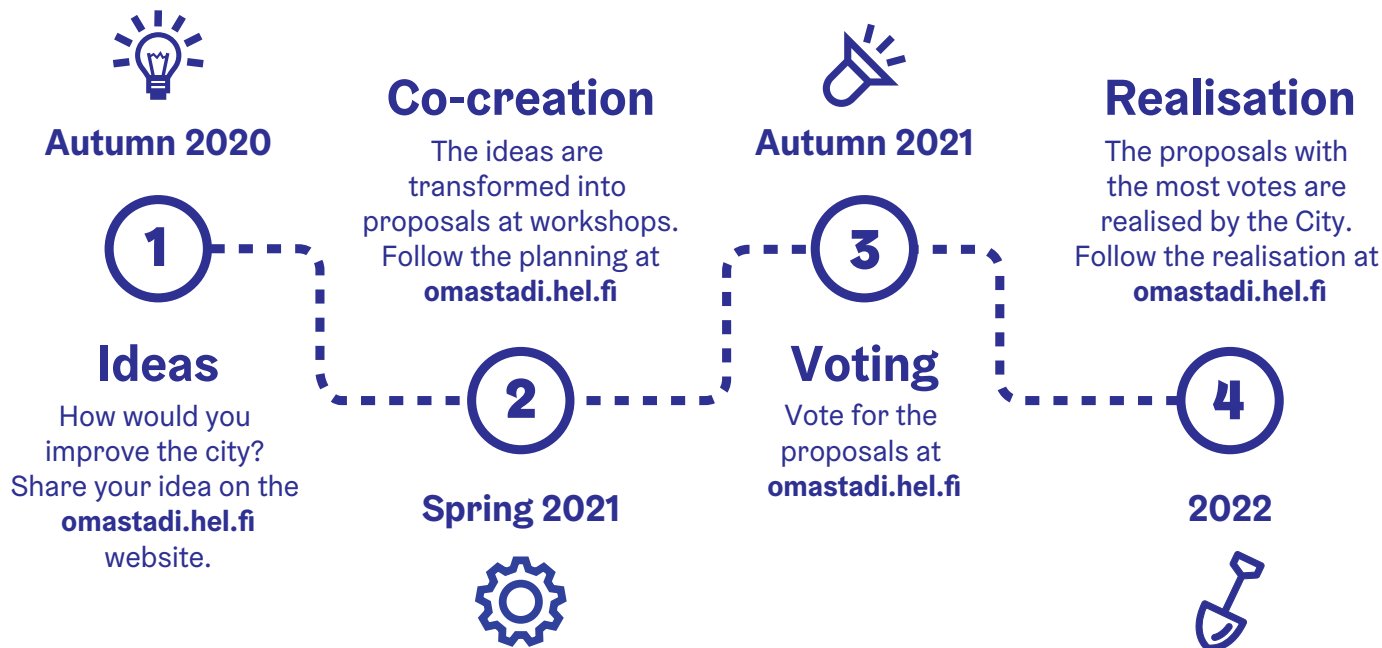 Autumn 2020
1
Ideas
How would you
improve the city?
Share your idea on the
omastadi.hel.fi
website.
Co-creation
The ideas are
transformed into
proposals at workshops.
Follow the planning at
omastadi.hel.fi
2
Spring 2021
Autumn 2021
3
Voting
Vote for the
proposals at
omastadi.hel.fi
Realisation
The proposals with
the most votes are
realised by the City.
Follow the realisation at
omastadi.hel.fi
4
2022